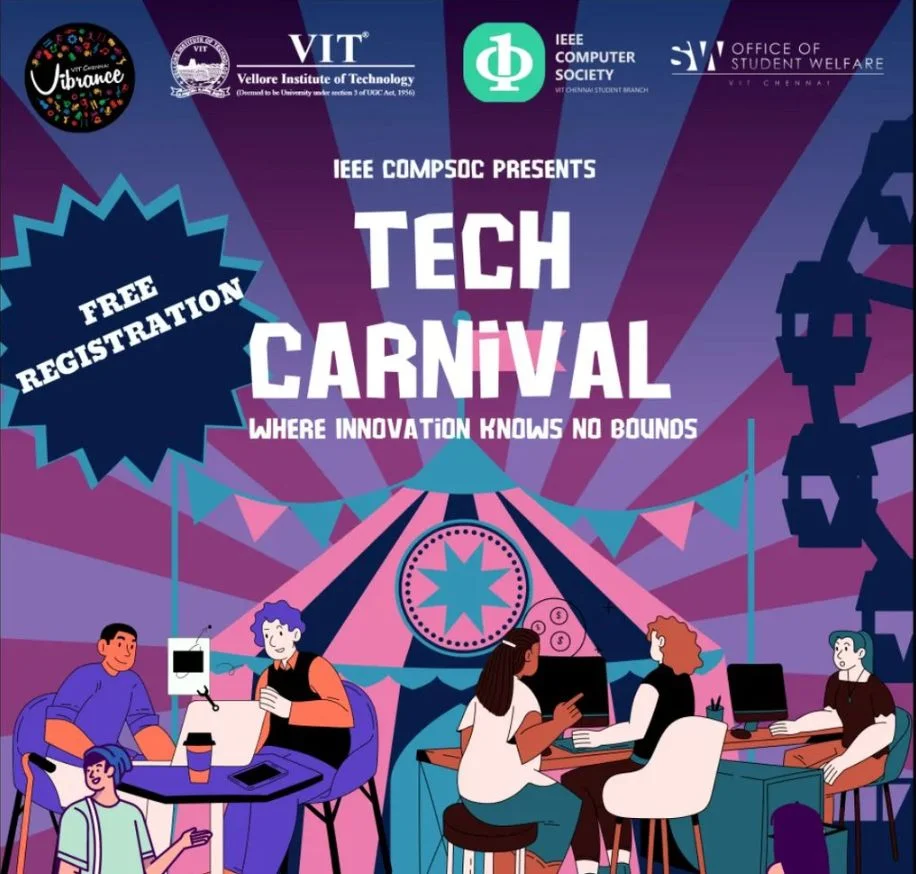 VIT CHENNAI
Vibrance
VIT
VIT®
Vellore Institute of Technology
(Deemed to be University under section 3 of UGC Act, 1956)
IEEE
COMPUTER
SOCIETY
VIT CHENNAI STUDENT BRANCH
SW OFFICE OF
STUDENT WELFARE
VIT CHENNAI
IEEE COMPSOC PRESENTS
TECH
CARNiVAL
WHERE INNOVATiON KNOWS NO BOUNDS
FREE
REGISTRATION
$
$
$